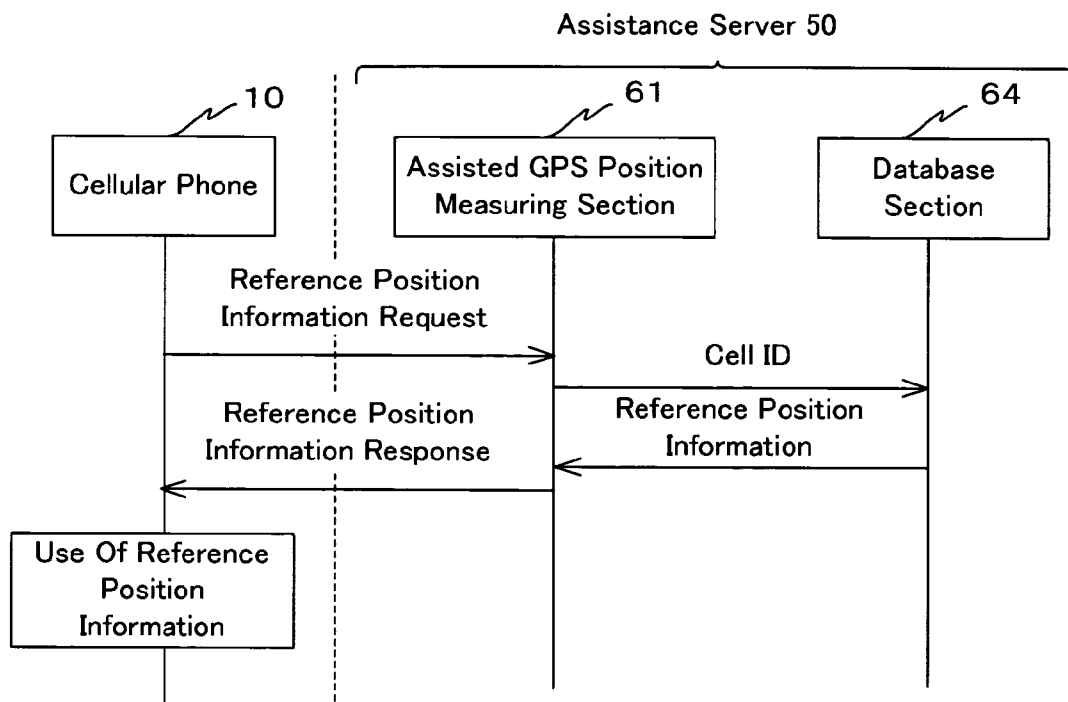 Assistance Server 50
10
61
64
Cellular Phone
Assisted GPS Position
Measuring Section
Database
Section
Reference Position
Information Request
Cell ID
Reference Position
Information
Reference Position
Information Response
Use Of Reference
Position
Information